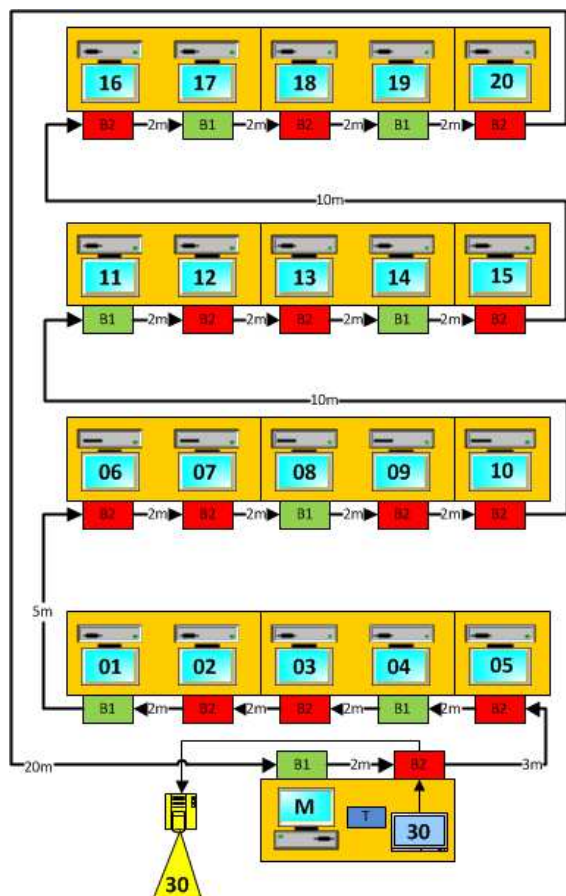 16 17 18 19 20
B2 2m B1 2m B2 2m B1 2m B2
10m
11 12 13 14 15
B1 2m B2 2m B2 2m B1 2m B2
10m
06 07 08 09 10
B2 2m B2 2m B1 2m B2 2m B2
5m
01 02 03 04 05
B1 2m B2 2m B2 2m B1 2m B2
20m B1 2m B2 3m
M T 30
30